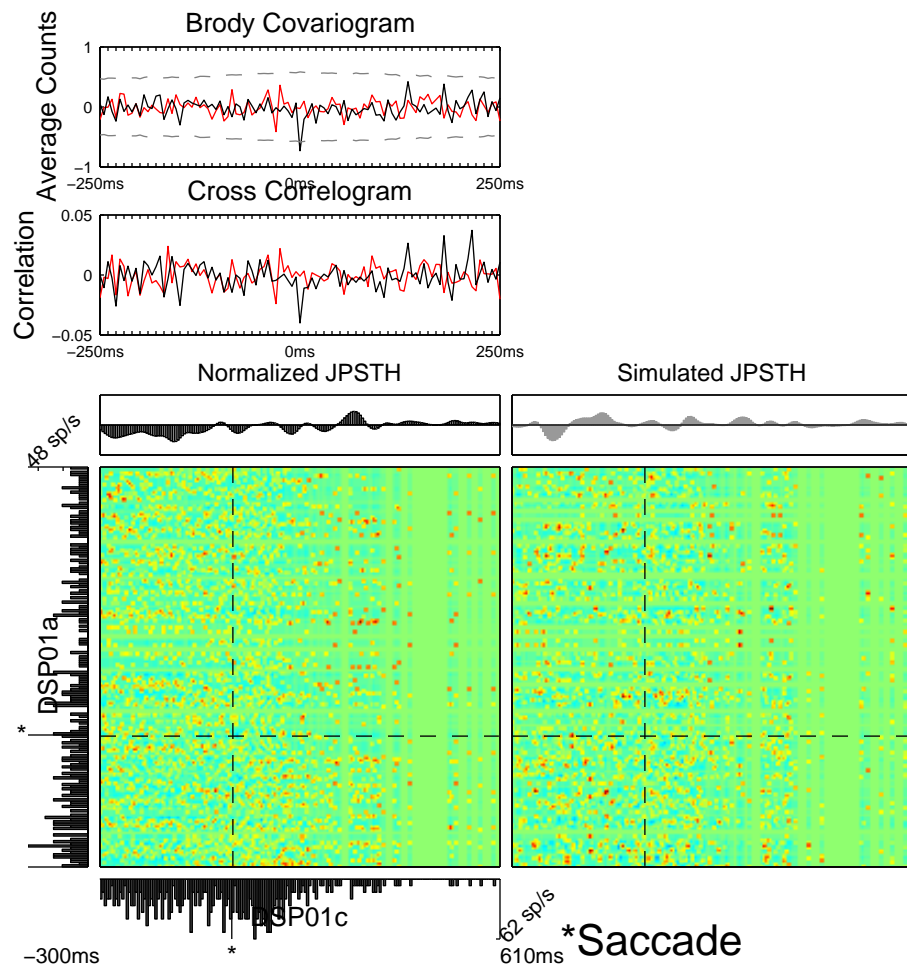 Brody Covariogram
Average Counts
1
0
−1
−250ms
0ms
250ms
Cross Correlogram
Correlation
0.05
0
−0.05
−250ms
0ms
250ms
Normalized JPSTH
Simulated JPSTH
48 sp/s
DSP01a
*
DSP01c
*
62 sp/s
−300ms
610ms
*Saccade